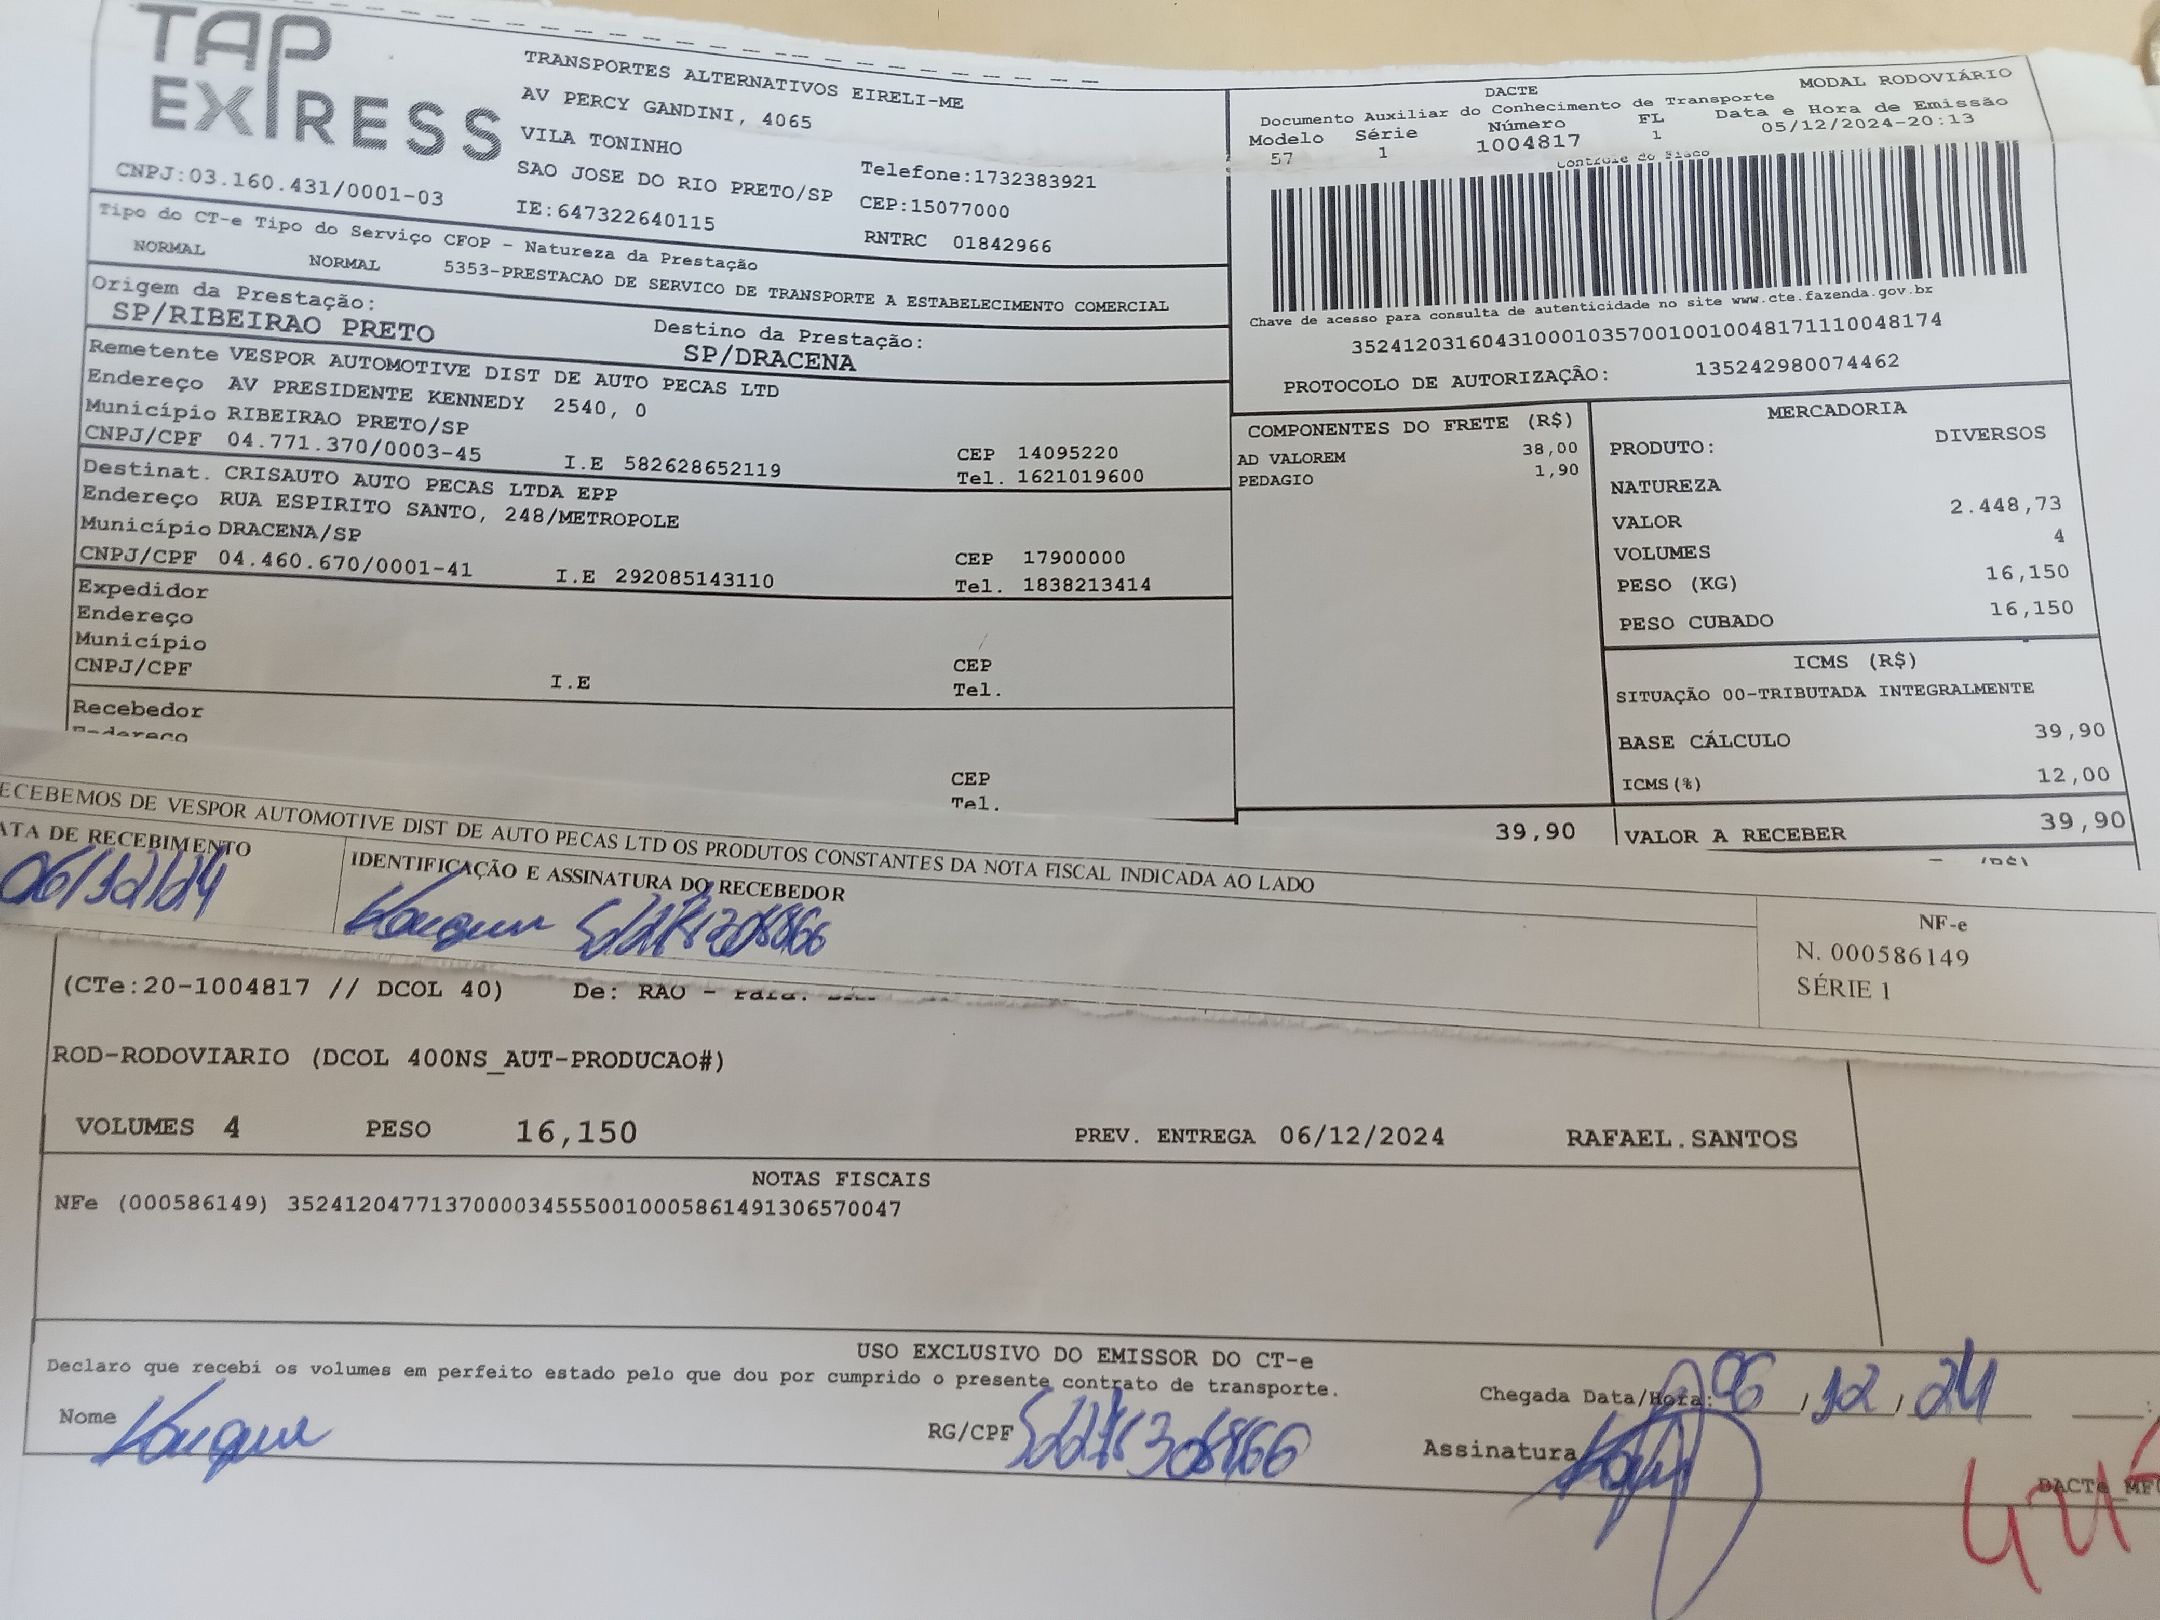 TAP EXPRESS
TRANSPORTES ALTERNATIVOS EIRELI-ME
AV PERCY GANDINI, 4065
VILA TONINHO
SAO JOSE DO RIO PRETO/SP Telefone:1732383921
CNPJ:03.160.431/0001-03 IE:647322640115 CEP:15077000
RNTRC 01842966
Tipo do CT-e Tipo do Serviço CFOP - Natureza da Prestação
NORMAL NORMAL 5353-PRESTACAO DE SERVICO DE TRANSPORTE A ESTABELECIMENTO COMERCIAL
Origem da Prestação: Destino da Prestação:
SP/RIBEIRAO PRETO SP/DRACENA
Remetente VESPOR AUTOMOTIVE DIST DE AUTO PECAS LTD
Endereço AV PRESIDENTE KENNEDY 2540, 0
Município RIBEIRAO PRETO/SP CEP 14095220
CNPJ/CPF 04.771.370/0003-45 I.E 582628652119 Tel. 1621019600
Destinat. CRISAUTO AUTO PECAS LTDA EPP
Endereço RUA ESPIRITO SANTO, 248/METROPOLE
Município DRACENA/SP CEP 17900000
CNPJ/CPF 04.460.670/0001-41 I.E 292085143110 Tel. 1838213414
Expedidor
Endereço
Município CEP
CNPJ/CPF I.E Tel.
Recebedor
Endereço
CEP
Tel.
DACTE MODAL RODOVIÁRIO
Documento Auxiliar do Conhecimento de Transporte
Modelo Série Número FL Data e Hora de Emissão
57 1 1004817 1 05/12/2024-20:13
Controle do Fisco
Chave de acesso para consulta de autenticidade no site www.cte.fazenda.gov.br
35241203160431000103570010010048171110048174
PROTOCOLO DE AUTORIZAÇÃO: 135242980074462
COMPONENTES DO FRETE (R$)
AD VALOREM 38,00
PEDAGIO 1,90
39,90
MERCADORIA
PRODUTO: DIVERSOS
NATUREZA
VALOR 2.448,73
VOLUMES 4
PESO (KG) 16,150
PESO CUBADO 16,150
ICMS (R$)
SITUAÇÃO 00-TRIBUTADA INTEGRALMENTE
BASE CÁLCULO 39,90
ICMS(%) 12,00
VALOR A RECEBER 39,90
ECEBEMOS DE VESPOR AUTOMOTIVE DIST DE AUTO PECAS LTD OS PRODUTOS CONSTANTES DA NOTA FISCAL INDICADA AO LADO
ATA DE RECEBIMENTO IDENTIFICAÇÃO E ASSINATURA DO RECEBEDOR
06/12/24
NF-e
N. 000586149
SÉRIE 1
(CTe:20-1004817 // DCOL 40) De: RAO -
ROD-RODOVIARIO (DCOL 400NS_AUT-PRODUCAO#)
VOLUMES 4 PESO 16,150 PREV. ENTREGA 06/12/2024 RAFAEL.SANTOS
NOTAS FISCAIS
NFe (000586149) 35241204771370000345550010005861491306570047
USO EXCLUSIVO DO EMISSOR DO CT-e
Declaro que recebi os volumes em perfeito estado pelo que dou por cumprido o presente contrato de transporte.
Chegada Data/Hora: 06/12/24
Nome RG/CPF Assinatura
DACTe_MF